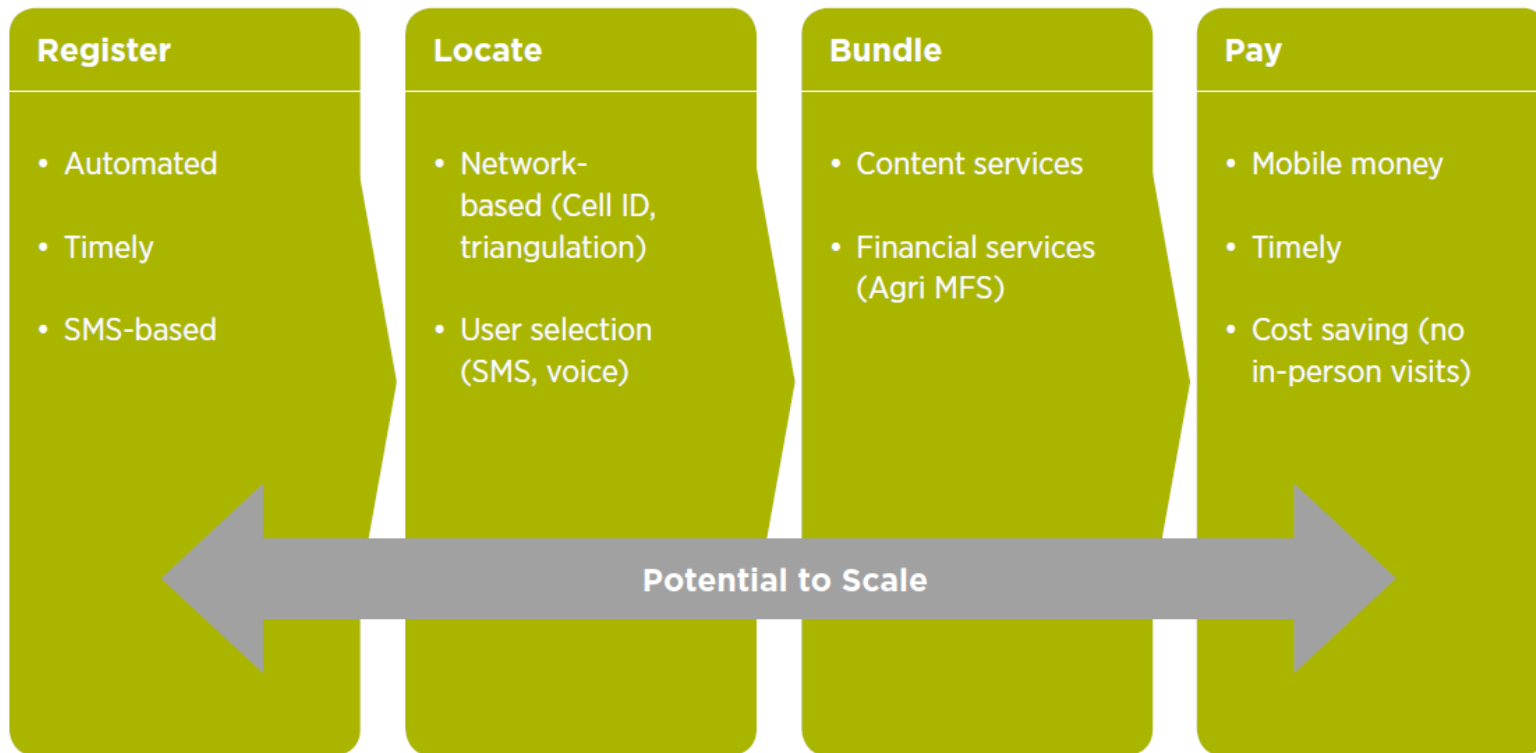 Register
• Automated
• Timely
• SMS-based
Locate
• Network-
based (Cell ID,
triangulation)
• User selection
(SMS, voice)
Bundle
• Content services
• Financial services
(Agri MFS)
Pay
• Mobile money
• Timely
• Cost saving (no
in-person visits)
Potential to Scale